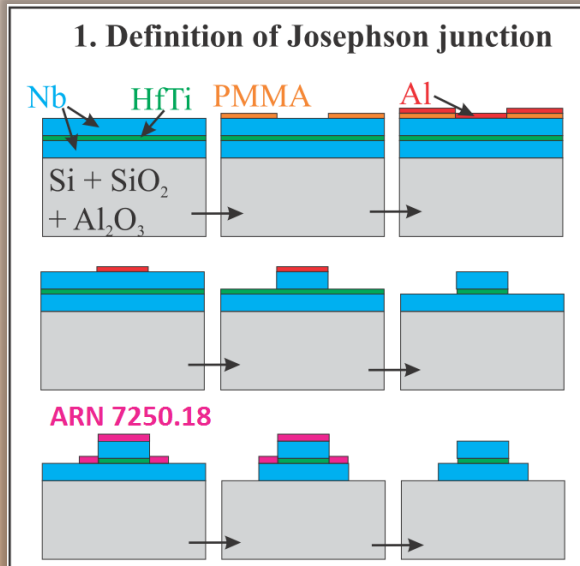 1. Definition of Josephson junction
Nb HfTi PMMA Al
Si + SiO₂
+ Al₂O₃
ARN 7250.18